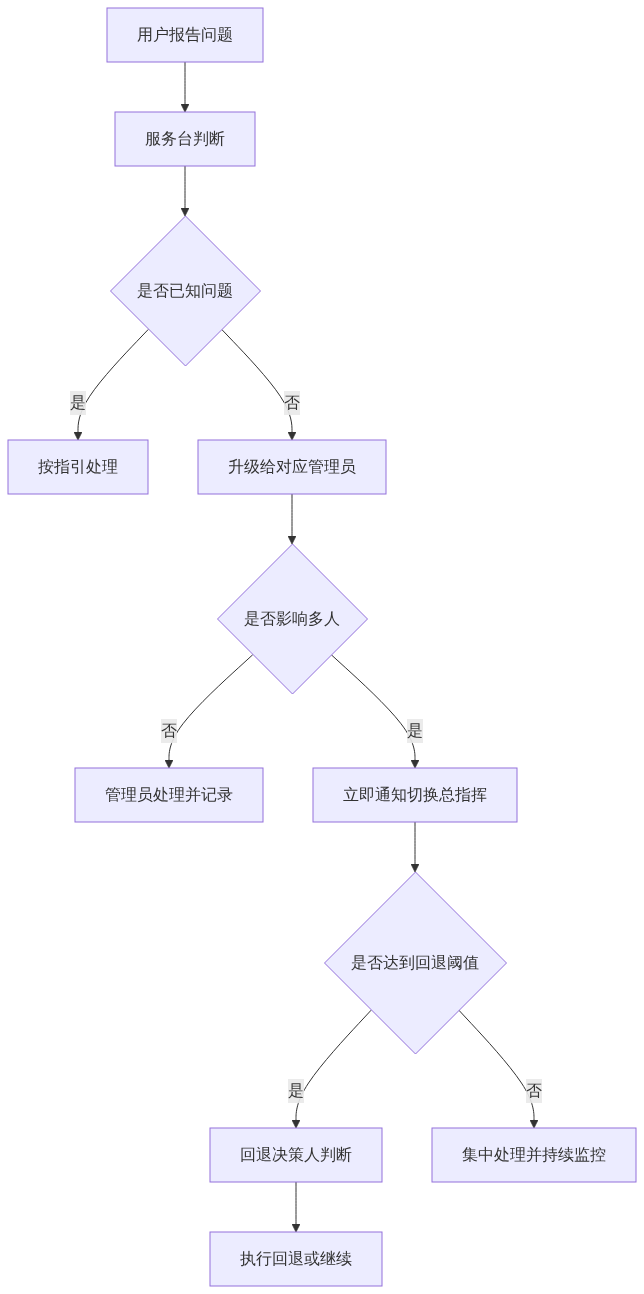 用户报告问题
服务台判断
是否已知问题
是
否
按指引处理
升级给对应管理员
是否影响多人
否
是
管理员处理并记录
立即通知切换总指挥
是否达到回退阈值
是
否
回退决策人判断
集中处理并持续监控
执行回退或继续